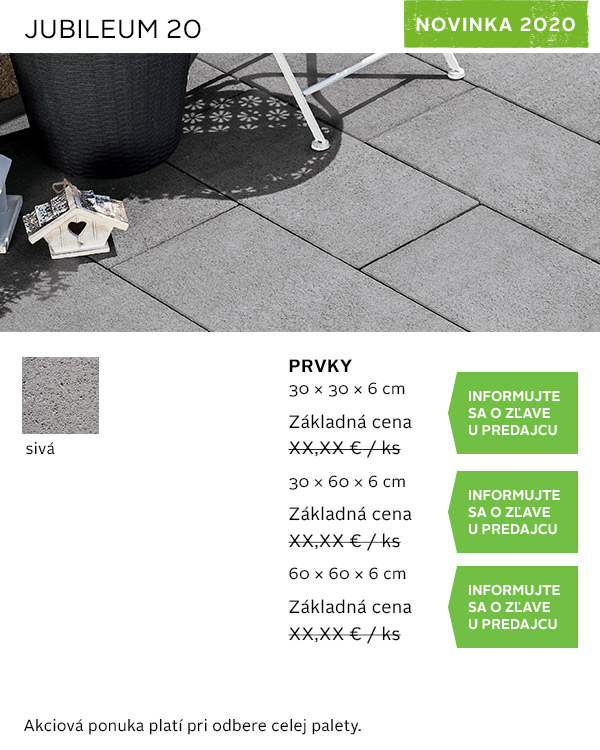 JUBILEUM 20
NOVINKA 2020
sivá
PRVKY
30 × 30 × 6 cm
Základná cena
XX,XX € / ks
INFORMUJTE
SA O ZĽAVE
U PREDAJCU
30 × 60 × 6 cm
Základná cena
XX,XX € / ks
INFORMUJTE
SA O ZĽAVE
U PREDAJCU
60 × 60 × 6 cm
Základná cena
XX,XX € / ks
INFORMUJTE
SA O ZĽAVE
U PREDAJCU
Akciová ponuka platí pri odbere celej palety.